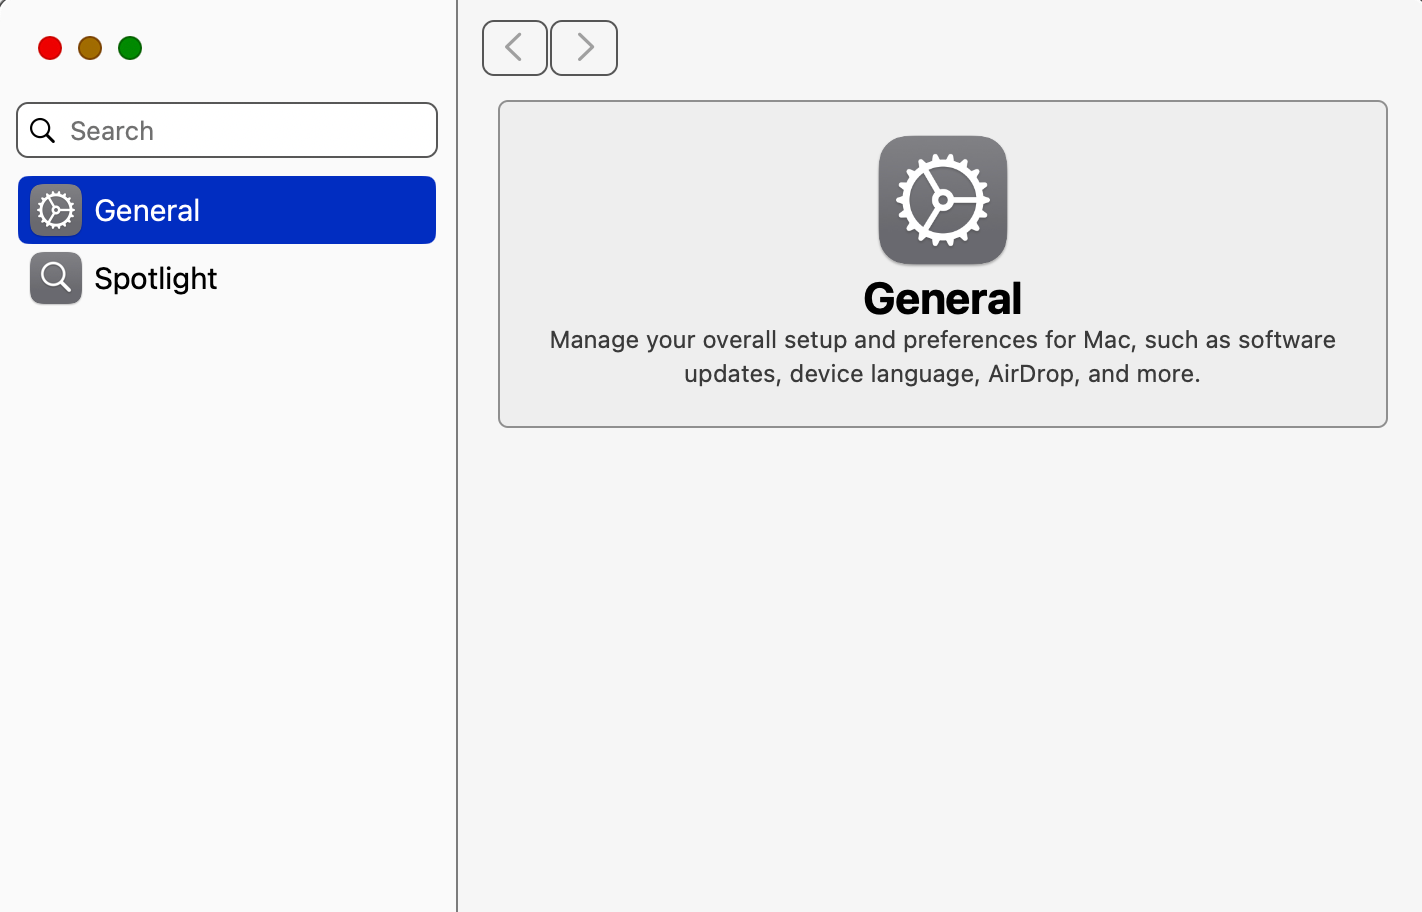 Search
General
Spotlight
General
Manage your overall setup and preferences for Mac, such as software
updates, device language, AirDrop, and more.